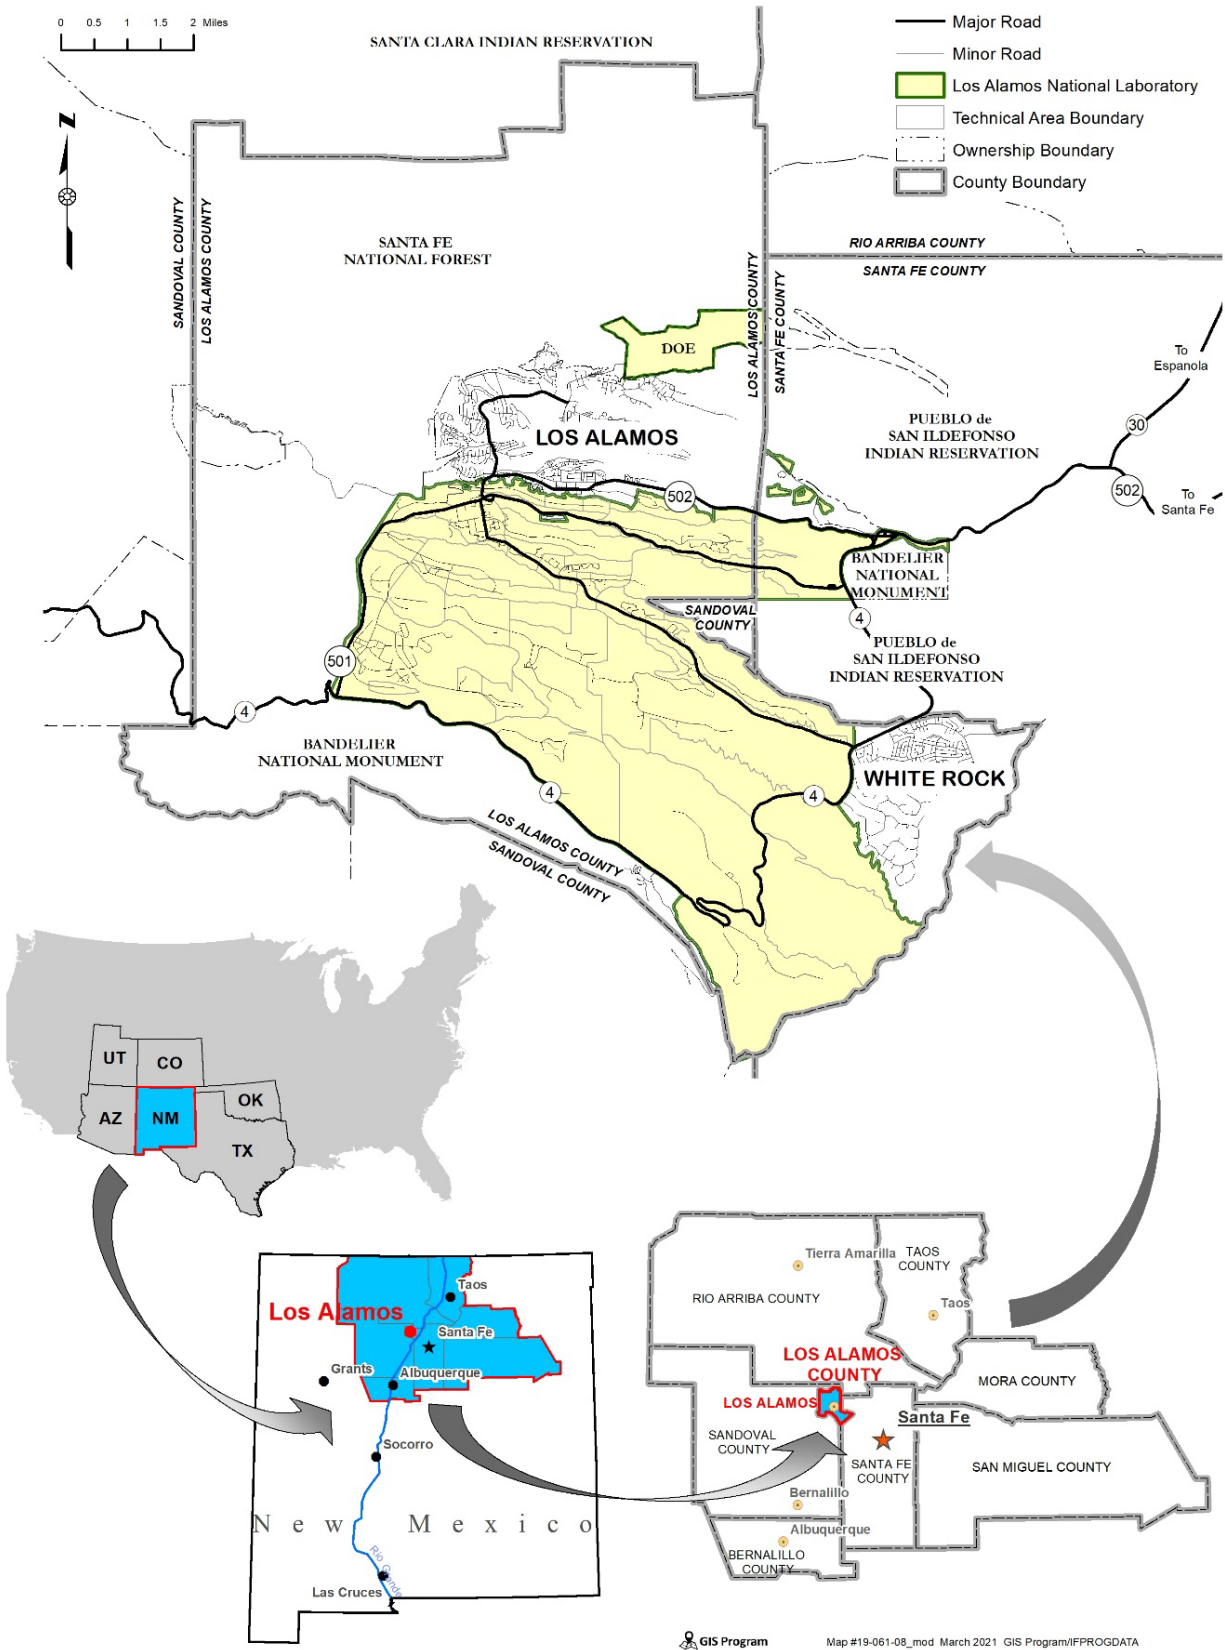 0 0.5 1 1.5 2 Miles
SANTA CLARA INDIAN RESERVATION
Major Road
Minor Road
Los Alamos National Laboratory
Technical Area Boundary
Ownership Boundary
County Boundary
N
SANDOVAL COUNTY
LOS ALAMOS COUNTY
SANTA FE
NATIONAL FOREST
RIO ARRIBA COUNTY
SANTA FE COUNTY
LOS ALAMOS COUNTY
SANTA FE COUNTY
DOE
To
Espanola
PUEBLO de
SAN ILDEFONSO
INDIAN RESERVATION
30
LOS ALAMOS
502
502
To
Santa Fe
BANDELIER
NATIONAL
MONUMENT
SANDOVAL
COUNTY
4
PUEBLO de
SAN ILDEFONSO
INDIAN RESERVATION
501
4
BANDELIER
NATIONAL MONUMENT
WHITE ROCK
4
4
LOS ALAMOS COUNTY
SANDOVAL COUNTY
UT
CO
AZ
NM
OK
TX
Taos
Los Alamos
Santa Fe
Grants
Albuquerque
Socorro
New Mexico
Rio Grande
Las Cruces
Tierra Amarilla
TAOS
COUNTY
RIO ARRIBA COUNTY
Taos
LOS ALAMOS
COUNTY
MORA COUNTY
LOS ALAMOS
Santa Fe
SANDOVAL
COUNTY
SANTA FE
COUNTY
SAN MIGUEL COUNTY
Bernalillo
Albuquerque
BERNALILLO
COUNTY
GIS Program
Map #19-061-08_mod March 2021 GIS Program/IFPROGDATA